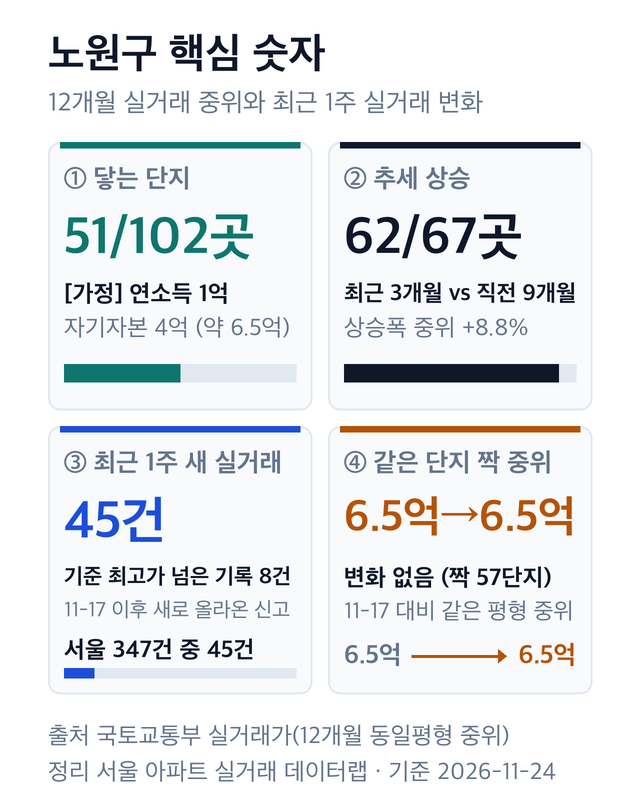 노원구 핵심 숫자
12개월 실거래 중위와 최근 1주 실거래 변화
① 닿는 단지
51/102곳
[가정] 연소득 1억
자기자본 4억 (약 6.5억)
② 추세 상승
62/67곳
최근 3개월 vs 직전 9개월
상승폭 중위 +8.8%
③ 최근 1주 새 실거래
45건
기준 최고가 넘은 기록 8건
11-17 이후 새로 올라온 신고
서울 347건 중 45건
④ 같은 단지 짝 중위
6.5억→6.5억
변화 없음 (짝 57단지)
11-17 대비 같은 평형 중위
6.5억 → 6.5억
출처 국토교통부 실거래가(12개월 동일평형 중위)
정리 서울 아파트 실거래 데이터랩 · 기준 2026-11-24